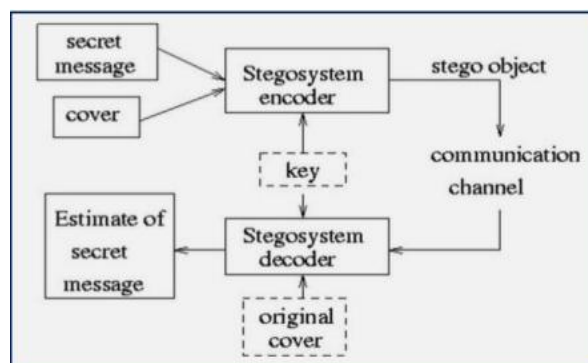 secret
message
cover
Stegosystem
encoder
stego object
key
communication
channel
Estimate of
secret
message
Stegosystem
decoder
original
cover